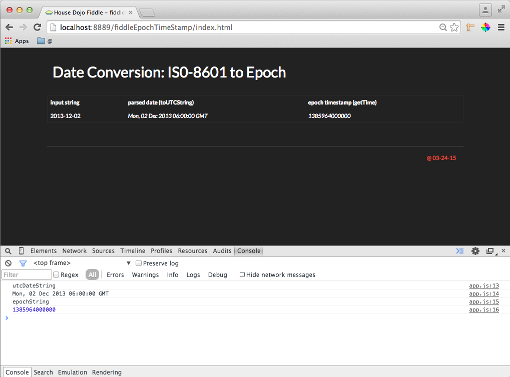 House Dojo Fiddle – fiddl
localhost:8889/fiddleEpochTimeStamp/index.html
Apps
Date Conversion: IS0-8601 to Epoch
input string parsed date (toUTCString) epoch timestamp (getTime)
2013-12-02 Mon, 02 Dec 2013 06:00:00 GMT 1385964000000
@ 03-24-15
Elements Network Sources Timeline Profiles Resources Audits Console
<top frame> Preserve log
Filter Regex All Errors Warnings Info Logs Debug Hide network messages
utcDateString app.js:13
Mon, 02 Dec 2013 06:00:00 GMT app.js:14
epochString app.js:15
1385964000000 app.js:16
Console Search Emulation Rendering